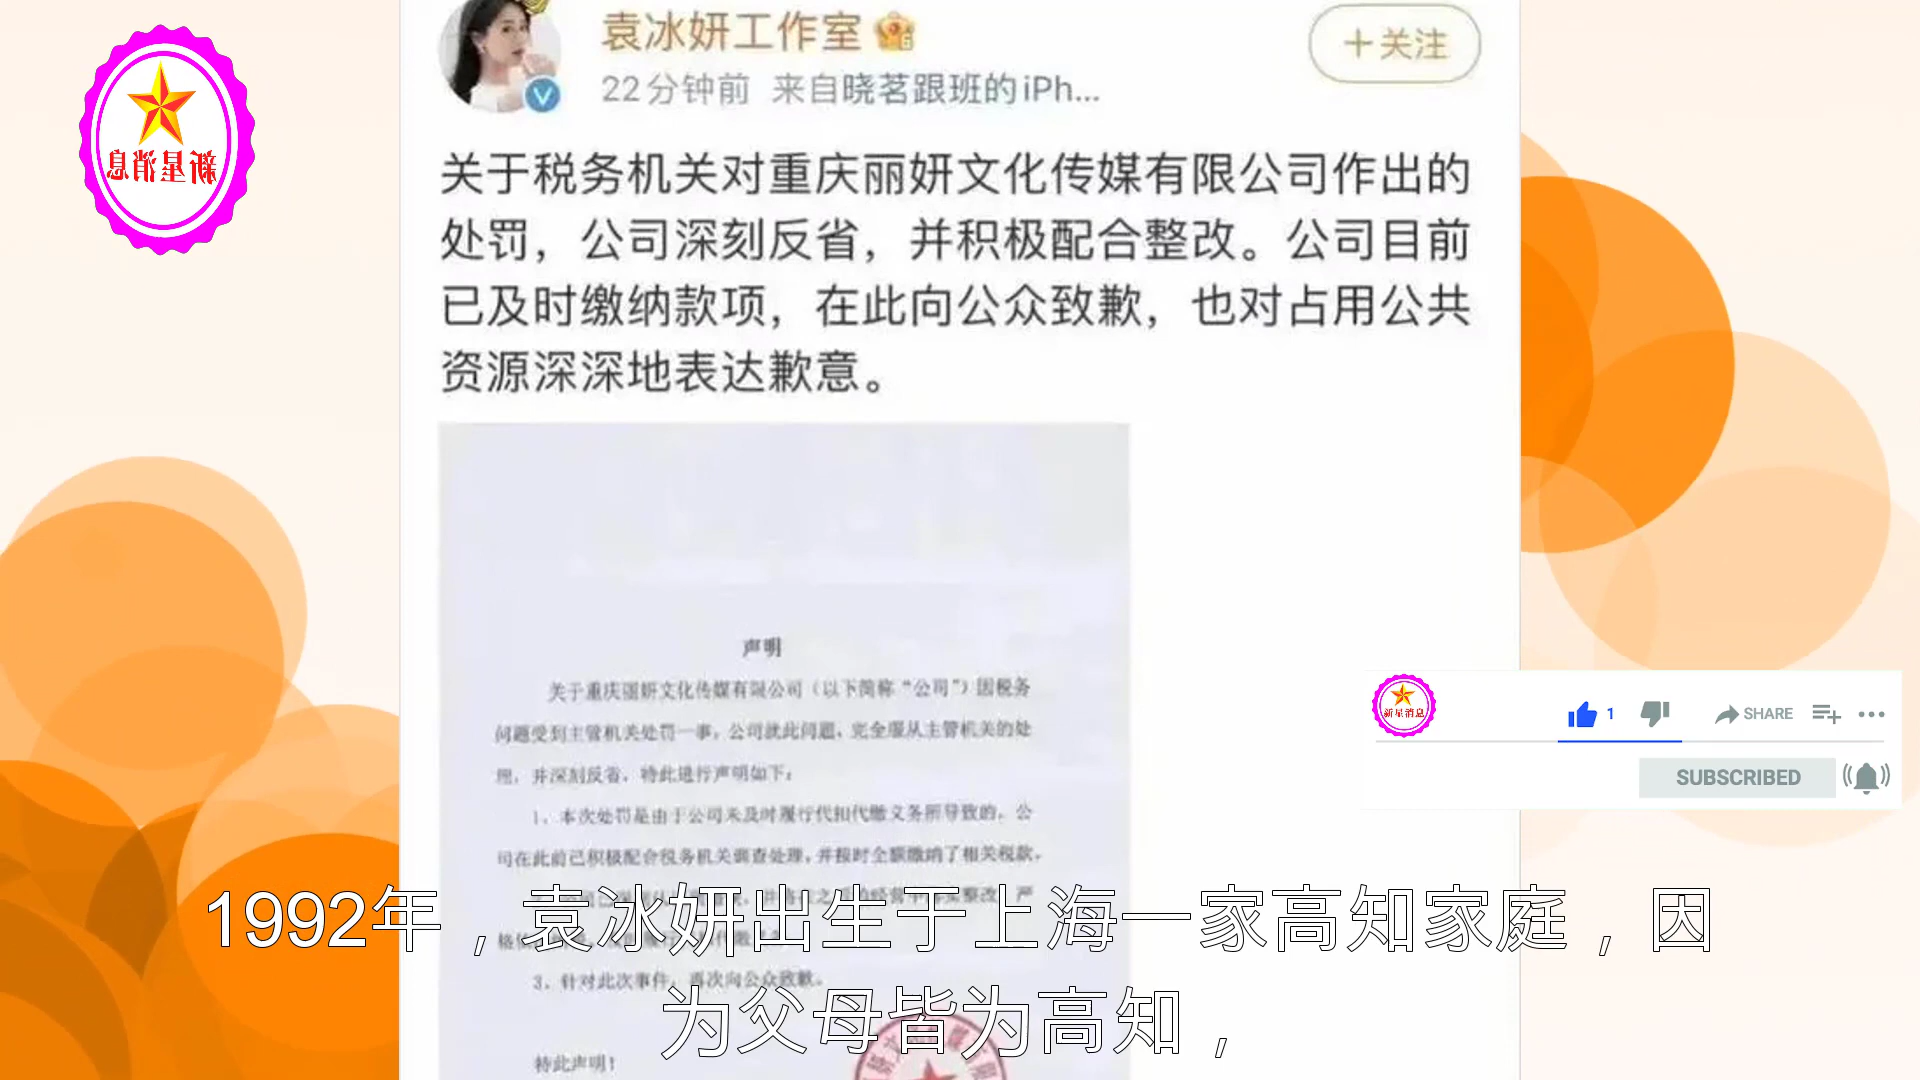 新星消息
袁冰妍工作室
22分钟前 来自晓茗跟班的iPh...
+关注
关于税务机关对重庆丽妍文化传媒有限公司作出的
处罚，公司深刻反省，并积极配合整改。公司目前
已及时缴纳款项，在此向公众致歉，也对占用公共
资源深深地表达歉意。
声明
关于重庆丽妍文化传媒有限公司（以下简称“公司”）因税务
问题受到主管机关处罚一事，公司就此问题，完全服从主管机关的处
理，并深刻反省，特此进行声明如下：
1、本次处罚是由于公司未及时履行代扣代缴义务所导致的，公
司在此前已积极配合税务机关调查处理，并按时全额缴纳了相关税款。
3、针对此次事件，再次向公众致歉。
特此声明！
新星消息
1
SHARE
SUBSCRIBED
1992年，袁冰妍出生于上海一家高知家庭，因
为父母皆为高知，